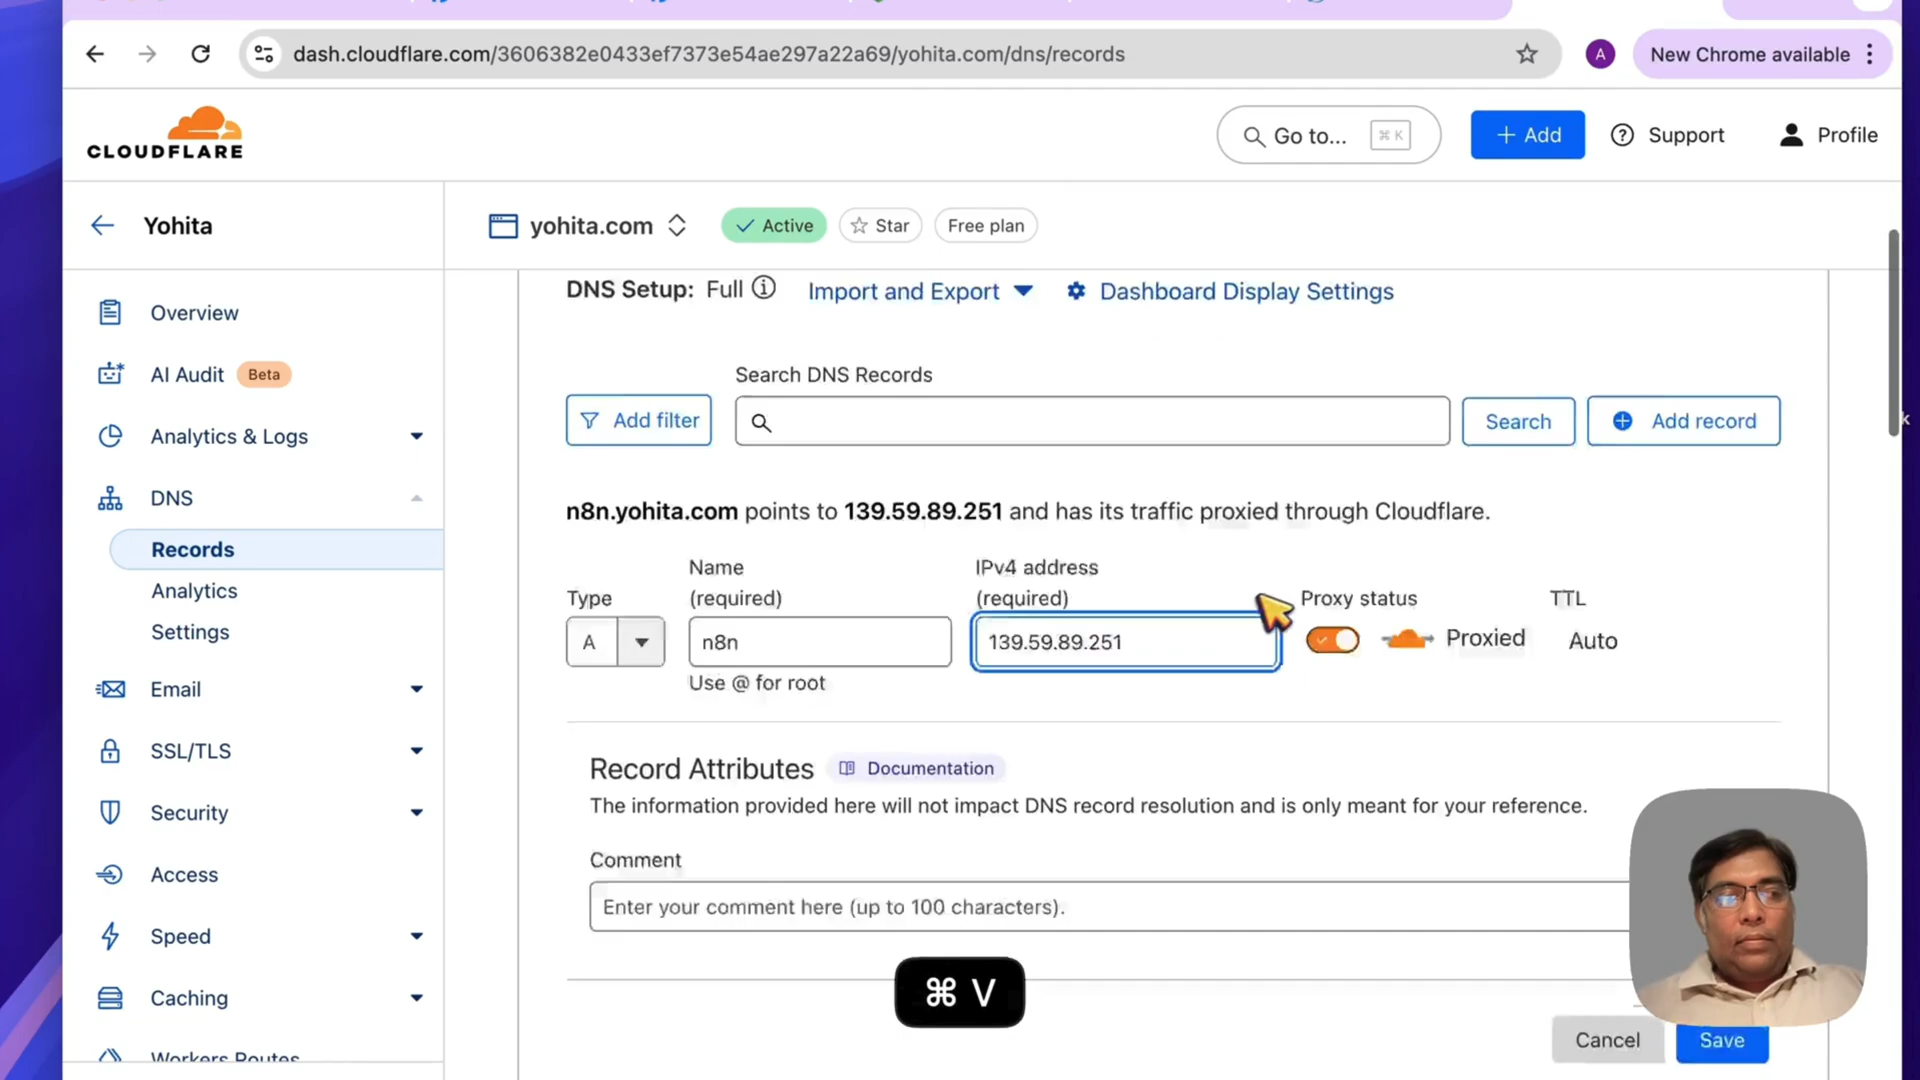 dash.cloudflare.com/3606382e0433ef7373e54ae297a22a69/yohita.com/dns/records
A
New Chrome available
CLOUDFLARE
Go to...
⌘ K
+ Add
Support
Profile
Yohita
yohita.com
Active
Star
Free plan
DNS Setup: Full
Import and Export
Dashboard Display Settings
Overview
AI Audit
Beta
Analytics & Logs
DNS
Records
Analytics
Settings
Email
SSL/TLS
Security
Access
Speed
Caching
Workers Routes
Search DNS Records
Add filter
Search
Add record
n8n.yohita.com points to 139.59.89.251 and has its traffic proxied through Cloudflare.
Type
Name
(required)
IPv4 address
(required)
Proxy status
TTL
A
n8n
139.59.89.251
Proxied
Auto
Use @ for root
Record Attributes
Documentation
The information provided here will not impact DNS record resolution and is only meant for your reference.
Comment
Enter your comment here (up to 100 characters).
⌘ V
Cancel
Save